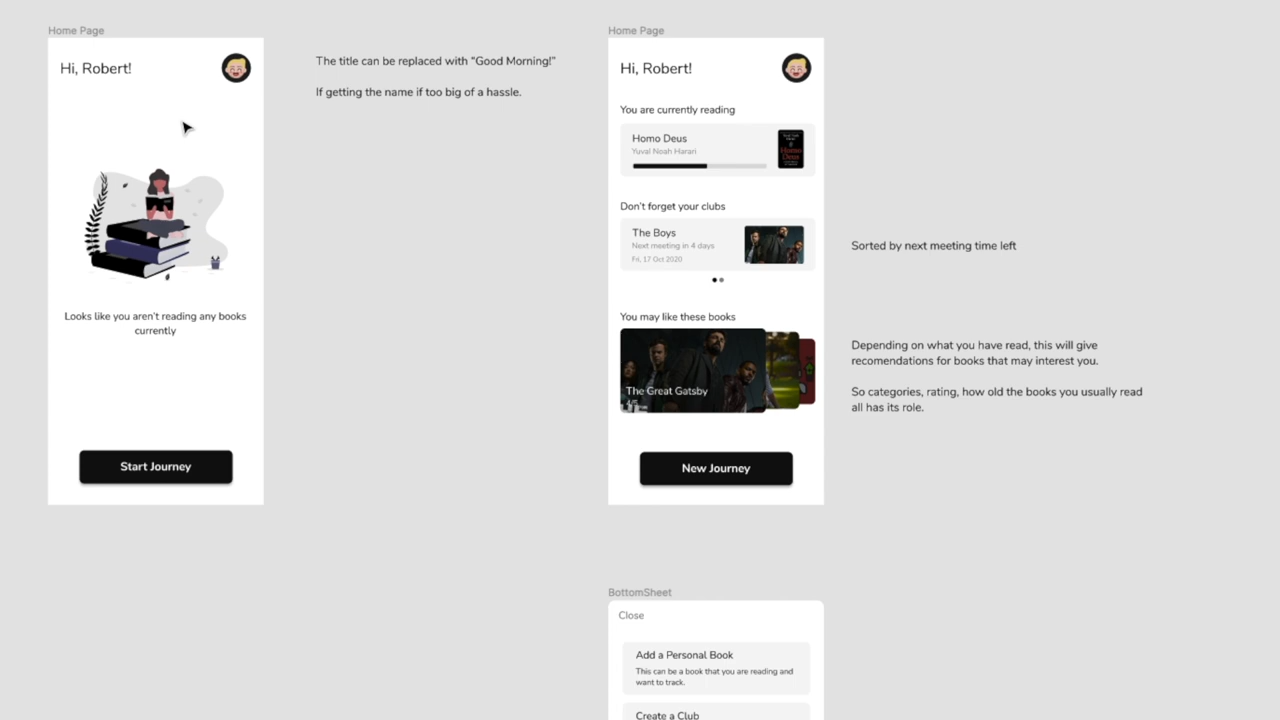 Home Page
Hi, Robert!
Looks like you aren't reading any books
currently
Start Journey
The title can be replaced with “Good Morning!”
If getting the name if too big of a hassle.
Home Page
Hi, Robert!
You are currently reading
Homo Deus
Yuval Noah Harari
Homo
Deus
Don't forget your clubs
The Boys
Next meeting in 4 days
Fri, 17 Oct 2020
Sorted by next meeting time left
You may like these books
The Great Gatsby
4/5
New Journey
Depending on what you have read, this will give
recomendations for books that may interest you.
So categories, rating, how old the books you usually read
all has its role.
BottomSheet
Close
Add a Personal Book
This can be a book that you are reading and
want to track.
Create a Club